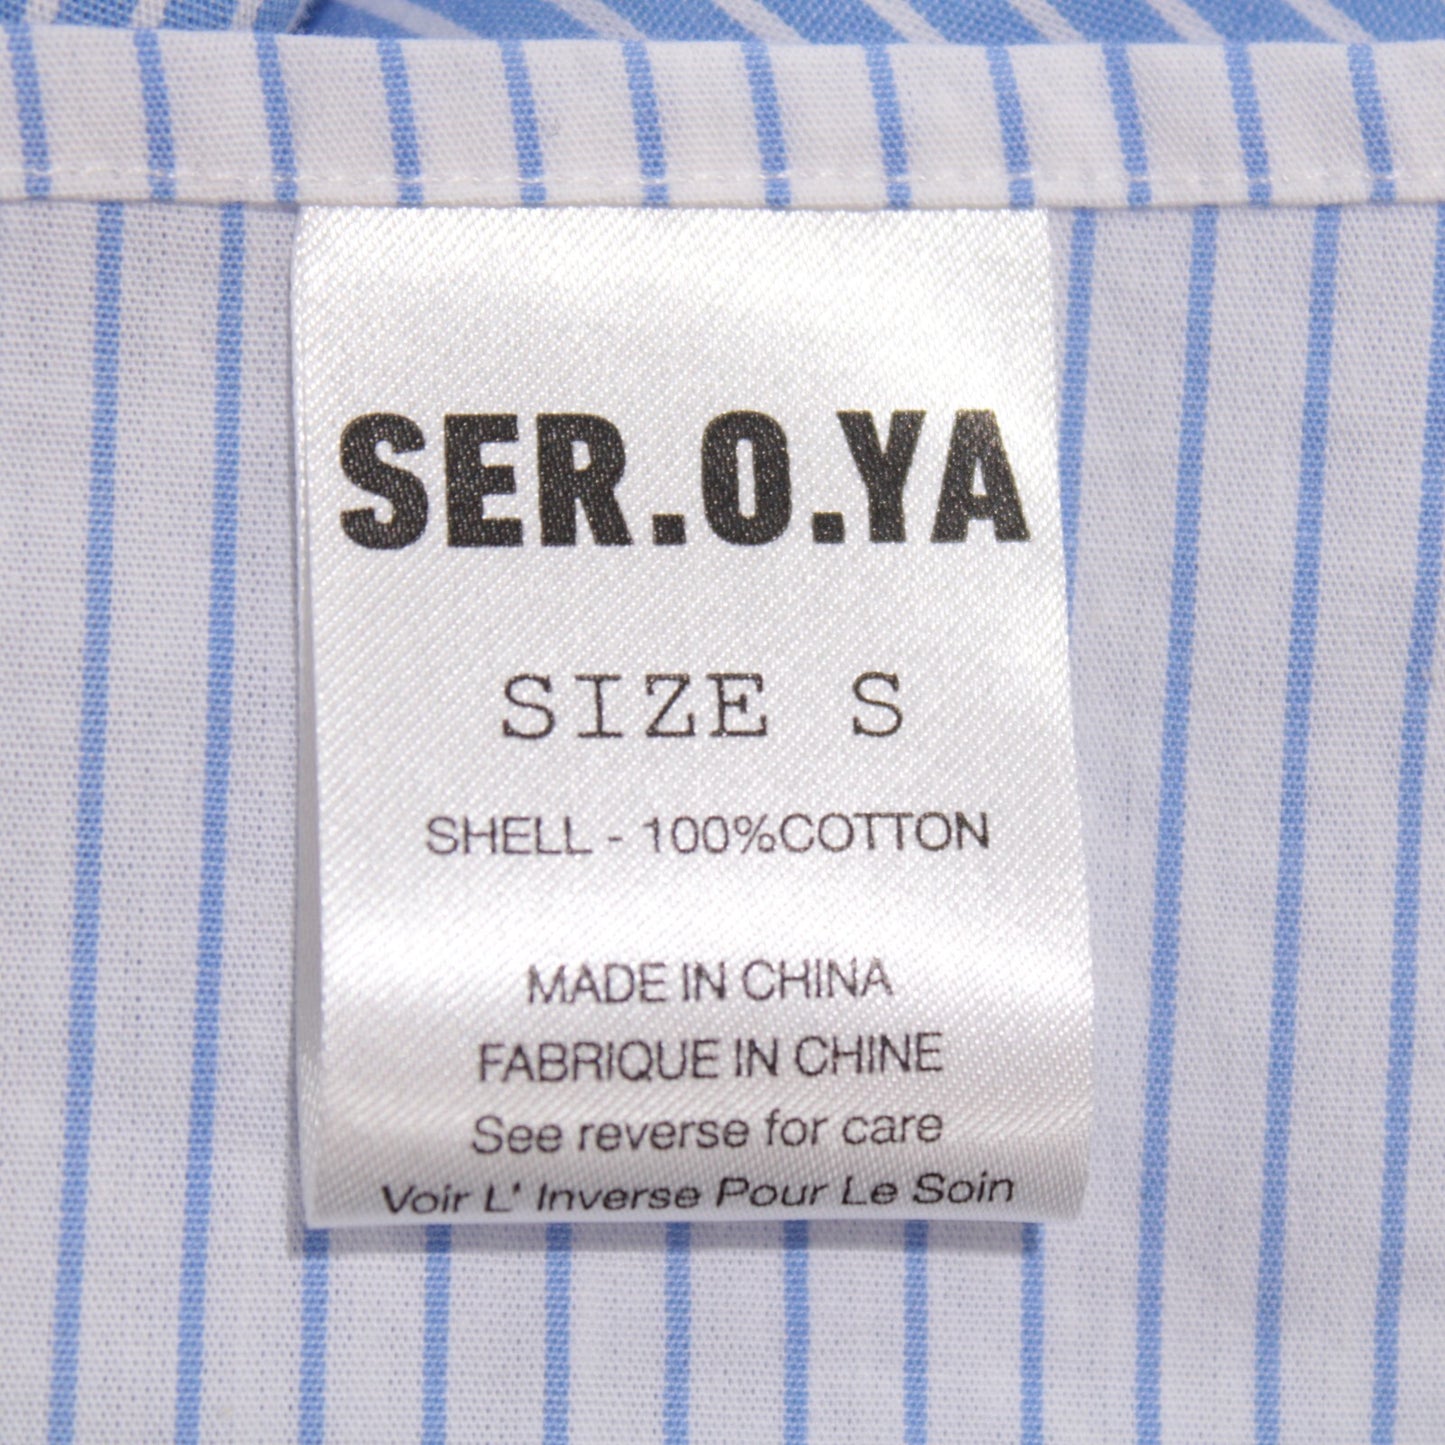 SER.O.YA
SIZE S
SHELL - 100%COTTON
MADE IN CHINA
FABRIQUE IN CHINE
See reverse for care
Voir L' Inverse Pour Le Soin